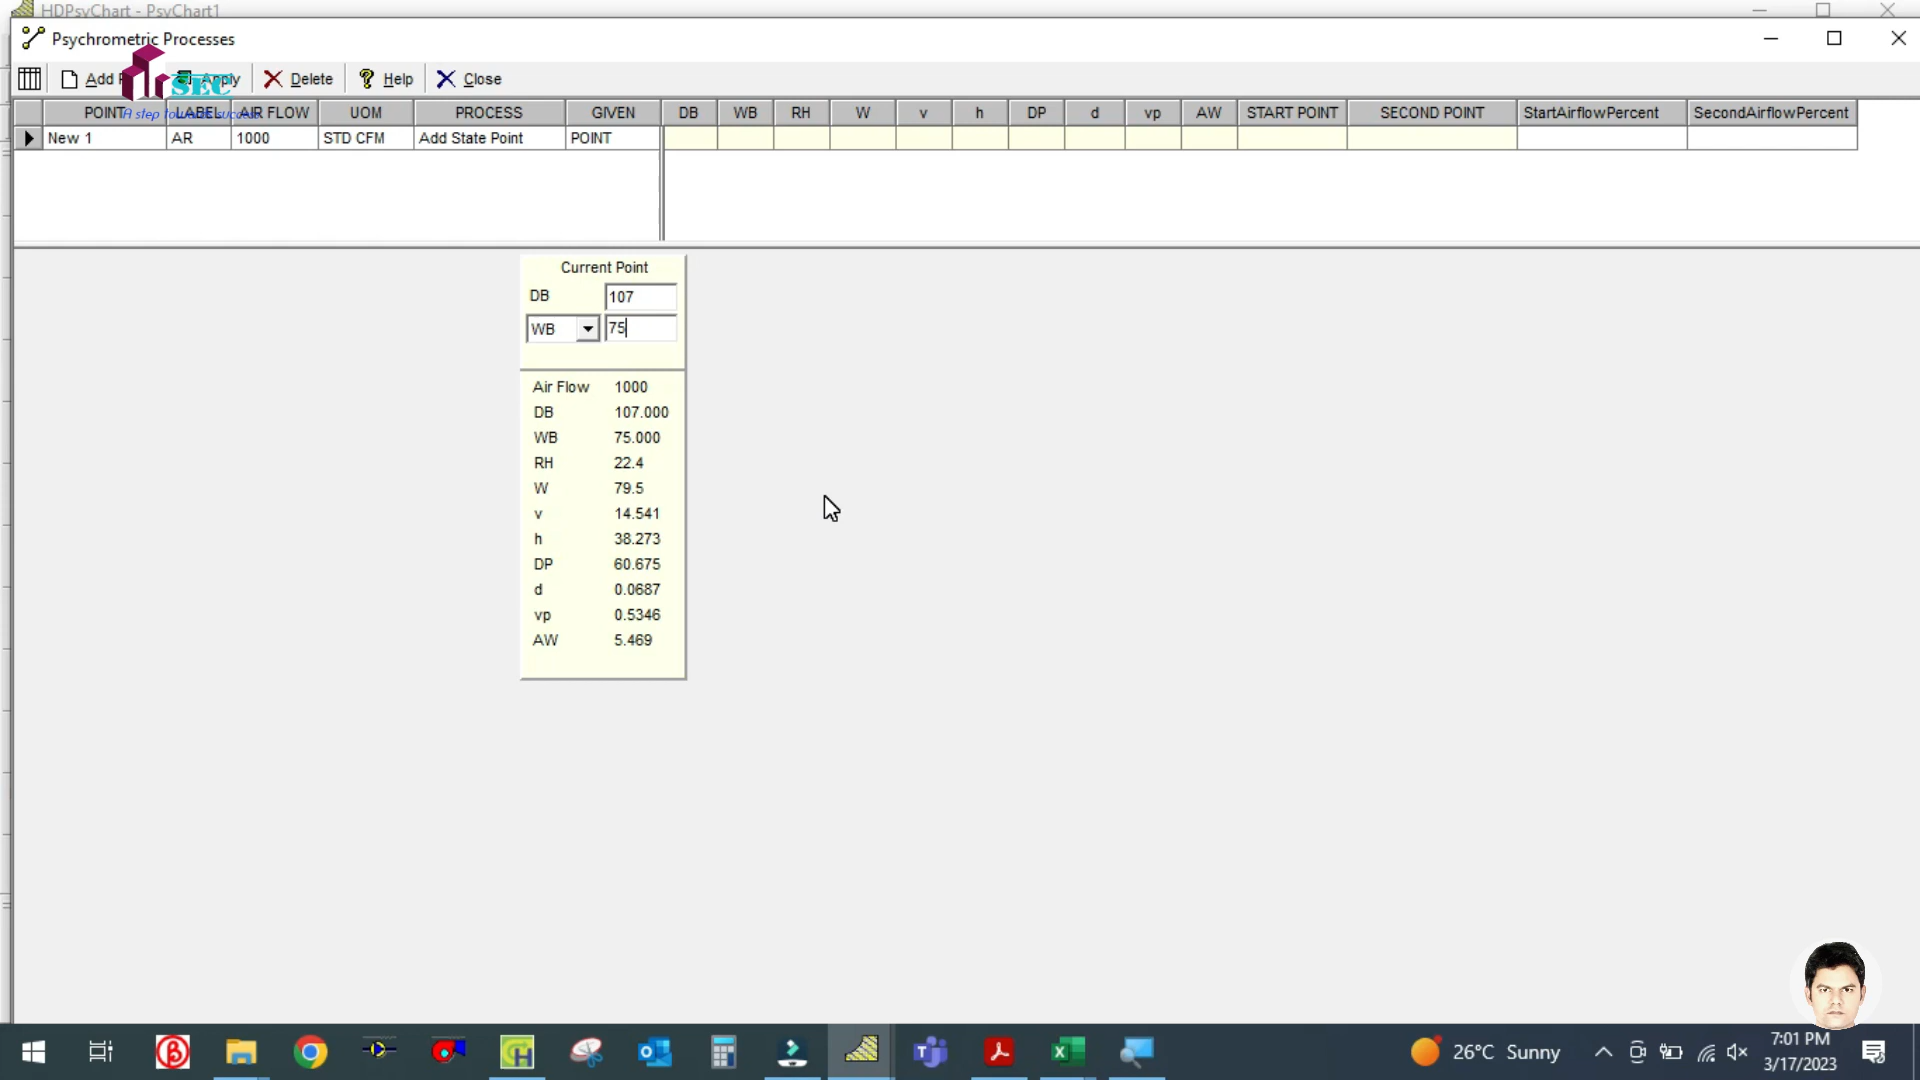 HDPsyChart - PsyChart1
Psychrometric Processes
Add Apply Delete Help Close
SEC
A step towards success
POINT LABEL AIR FLOW UOM PROCESS GIVEN DB WB RH W v h DP d vp AW START POINT SECOND POINT StartAirflowPercent SecondAirflowPercent
New 1 AR 1000 STD CFM Add State Point POINT
Current Point
DB 107
WB 75
Air Flow 1000
DB 107.000
WB 75.000
RH 22.4
W 79.5
v 14.541
h 38.273
DP 60.675
d 0.0687
vp 0.5346
AW 5.469
26°C Sunny
7:01 PM
3/17/2023